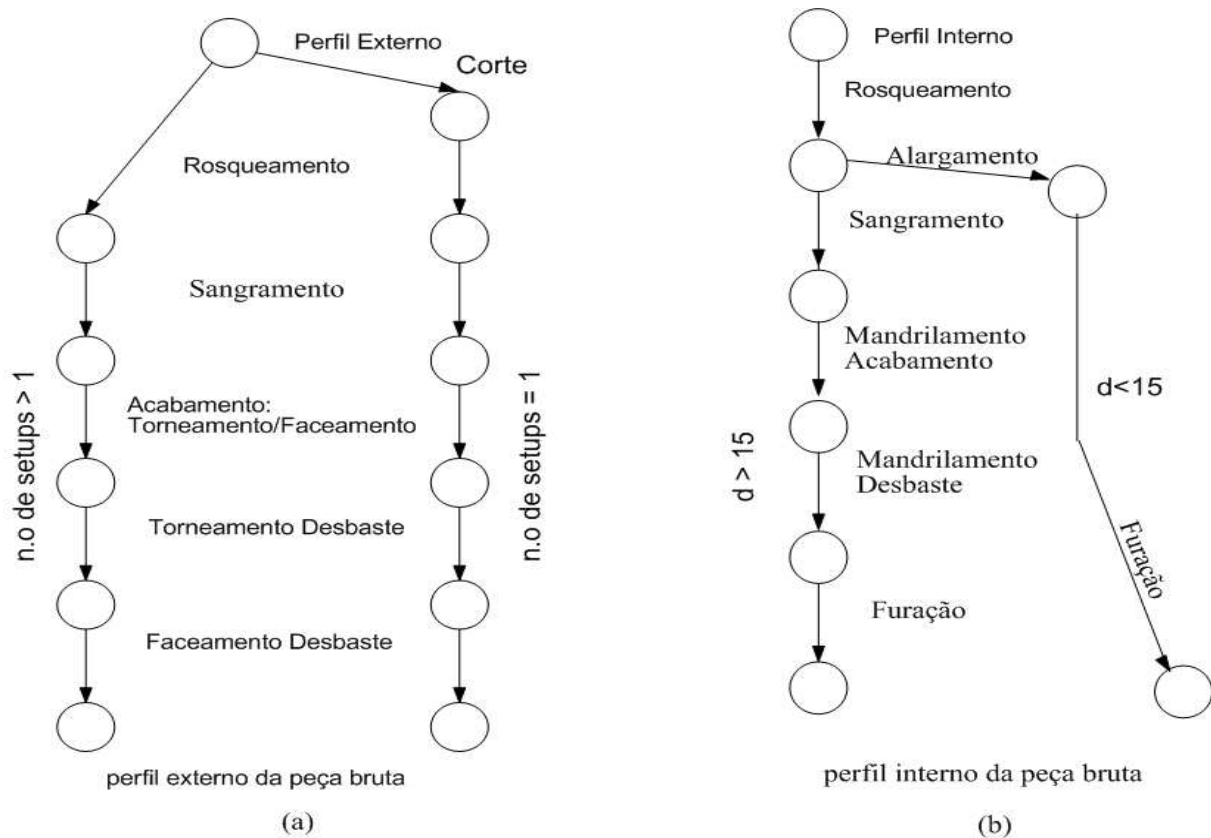 Perfil Externo
Corte
Rosqueamento
Sangramento
n.o de setups > 1
n.o de setups = 1
Acabamento:
Torneamento/Faceamento
Torneamento Desbaste
Faceamento Desbaste
perfil externo da peça bruta
(a)
Perfil Interno
Rosqueamento
Alargamento
Sangramento
Mandrilamento
Acabamento
d > 15
d<15
Mandrilamento
Desbaste
Furação
Furação
perfil interno da peça bruta
(b)